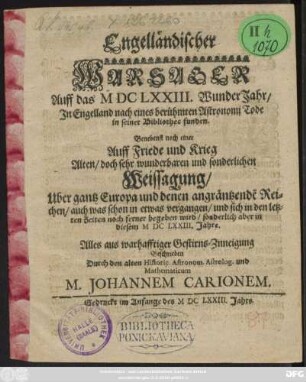 Engelländischer
II h
1070
WARSAGER
Auff das M DC LXXIII. Wunder Jahr/
In Engelland nach eines berühmten Astronomi Tode
in seiner Bibliothec funden.
Benebenst noch einer
Auff Friede und Krieg
Alten/ doch sehr wunderbaren und sonderlichen
Weissagung/
Uber gantz Europa und denen angräntzendē Rei-
chen/ auch was schon in etwas vergangen/ und sich in den letz-
ten Zeiten noch ferner begeben wird/ sonderlich aber in
diesem M DC LXXIII. Jahre.
Alles aus warhafftiger Gestirns-Zuneigung
Geschrieben
Durch den alten Historic. Astronom. Astrolog. und
Mathematicum
M. JOHANNEM CARIONEM.
Gedruckt im Anfange des M DC LXXIII. Jahrs.
HALLE
(SAALE)
BIBLIOTHECA
PONICKAVIANA